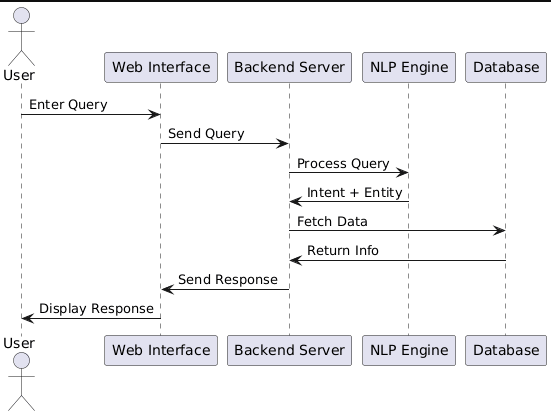 User
Web Interface
Backend Server
NLP Engine
Database
Enter Query
Send Query
Process Query
Intent + Entity
Fetch Data
Return Info
Send Response
Display Response
User
Web Interface
Backend Server
NLP Engine
Database